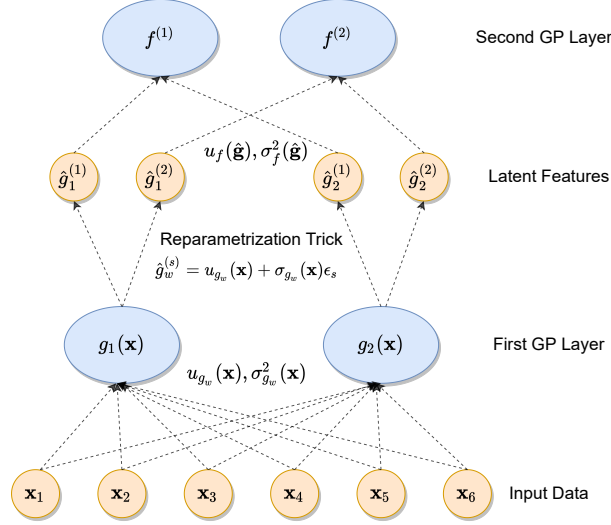 f^{(1)} f^{(2)} Second GP Layer
u_f(ĝ), σ_f^2(ĝ)
ĝ_1^{(1)} ĝ_1^{(2)} ĝ_2^{(1)} ĝ_2^{(2)} Latent Features
Reparametrization Trick
ĝ_w^{(s)} = u_{g_w}(x) + σ_{g_w}(x)ϵ_s
g_1(x) g_2(x) First GP Layer
u_{g_w}(x), σ_{g_w}^2(x)
x_1 x_2 x_3 x_4 x_5 x_6 Input Data